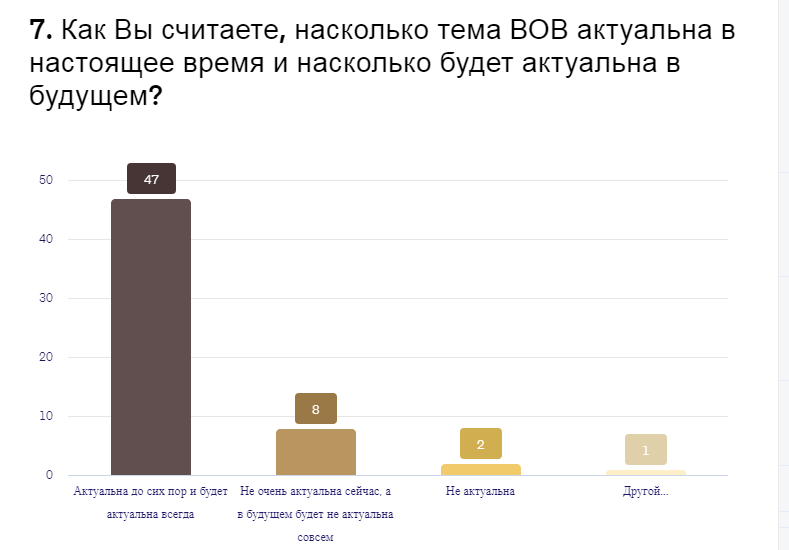 7. Как Вы считаете, насколько тема ВОВ актуальна в
настоящее время и насколько будет актуальна в
будущем?
50
40
30
20
10
0
47
8
2
1
Актуальна до сих пор и будет
актуальна всегда
Не очень актуальна сейчас, а
в будущем будет не актуальна
совсем
Не актуальна
Другой...